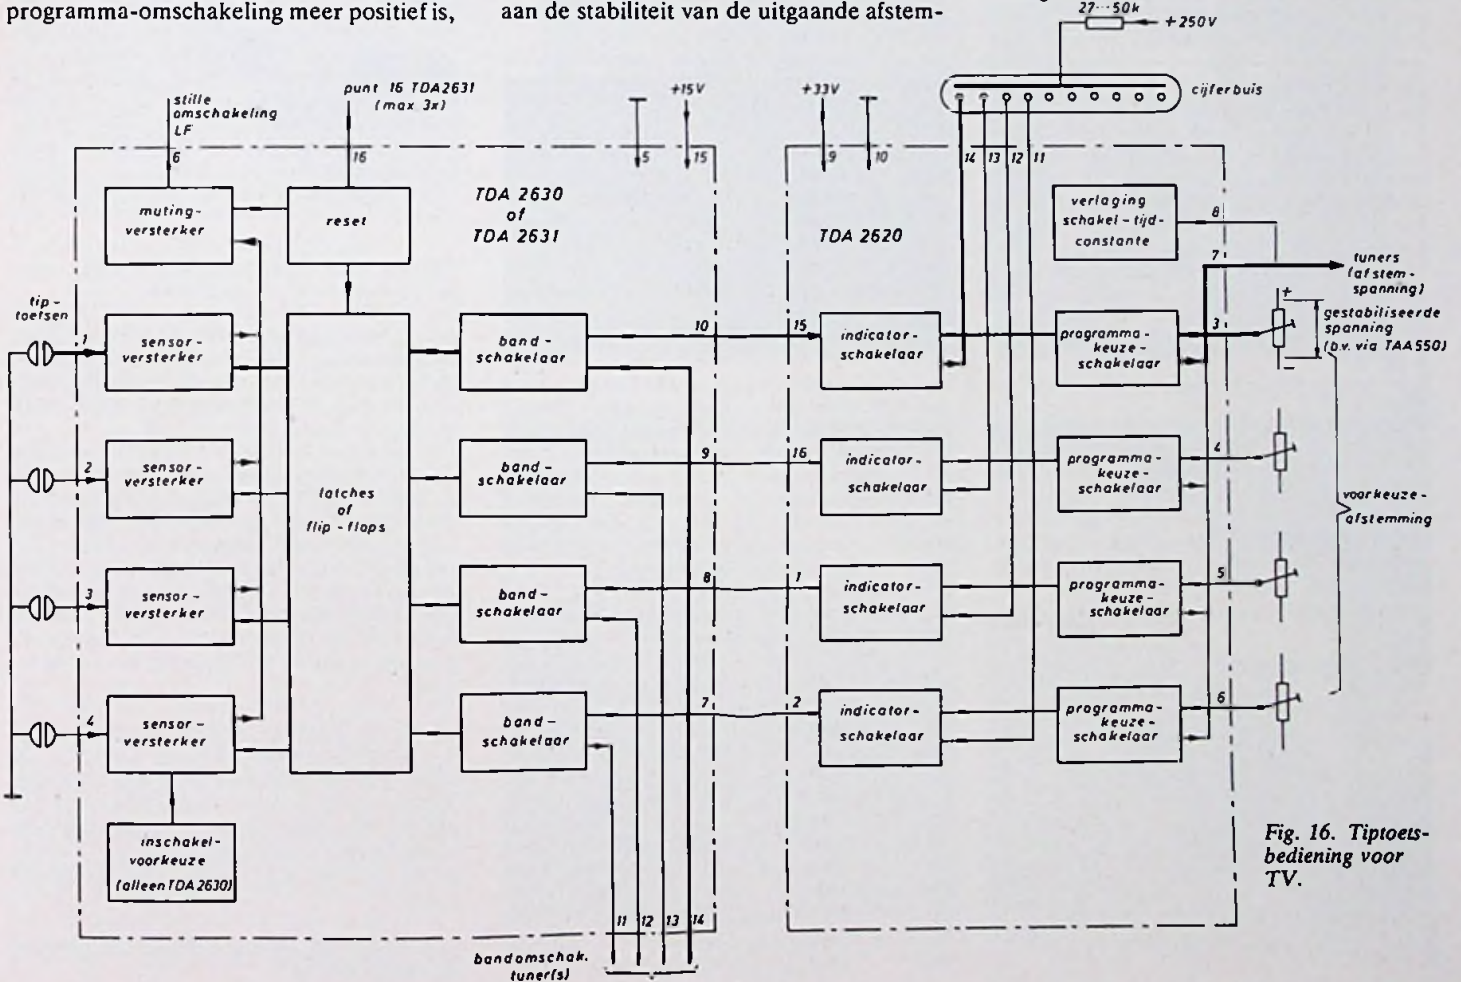 programma-omschakeling meer positief is,
aan de stabiliteit van de uitgaande afstem-
27···50k
+250V
cijferbuis
stille
omschakeling
LF
punt 16 TDA2631
(max 3x)
+15V
+33V
6
16
5
15
9
10
14
13
12
11
muting-
versterker
reset
TDA 2630
of
TDA 2631
TDA 2620
verlaging
schakel-tijd-
constante
8
7
tuners
(afstem-
spanning)
tip-
toetsen
1
sensor-
versterker
latches
of
flip-flops
band-
schakelaar
10
15
indicator-
schakelaar
programma-
keuze-
schakelaar
3
+
−
gestabiliseerde
spanning
(b.v. via TAA550)
2
sensor-
versterker
band-
schakelaar
9
16
indicator-
schakelaar
programma-
keuze-
schakelaar
4
voorkeuze-
afstemming
3
sensor-
versterker
band-
schakelaar
8
1
indicator-
schakelaar
programma-
keuze-
schakelaar
5
4
sensor-
versterker
band-
schakelaar
7
2
indicator-
schakelaar
programma-
keuze-
schakelaar
6
inschakel-
voorkeuze
(alleen TDA2630)
11
12
13
14
bandomschak.
tuner(s)
Fig. 16. Tiptoets-
bediening voor
TV.